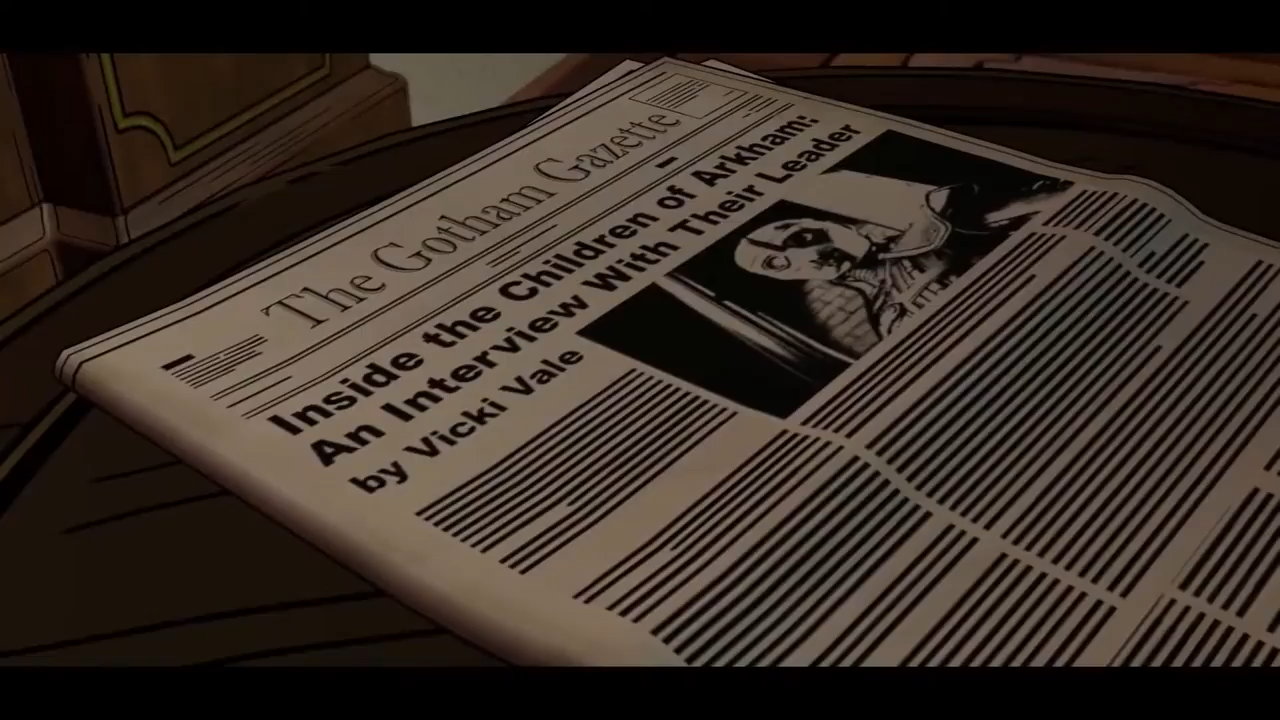 The Gotham Gazette
Inside the Children of Arkham:
An Interview With Their Leader
by Vicki Vale